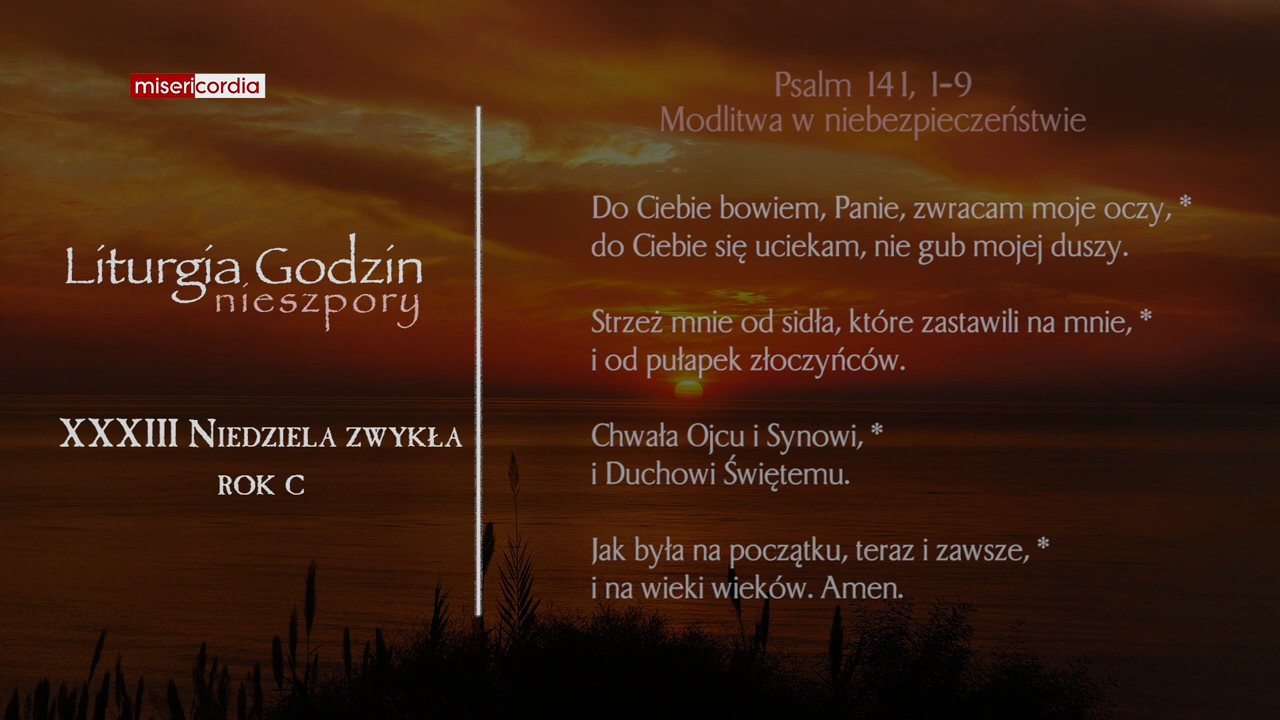 misericordia
Liturgia Godzin
nieszpory
XXXIII Niedziela zwykła
rok C
Psalm 141, 1-9
Modlitwa w niebezpieczeństwie
Do Ciebie bowiem, Panie, zwracam moje oczy, *
do Ciebie się uciekam, nie gub mojej duszy.
Strzeż mnie od sidła, które zastawili na mnie, *
i od pułapek złoczyńców.
Chwała Ojcu i Synowi, *
i Duchowi Świętemu.
Jak była na początku, teraz i zawsze, *
i na wieki wieków. Amen.